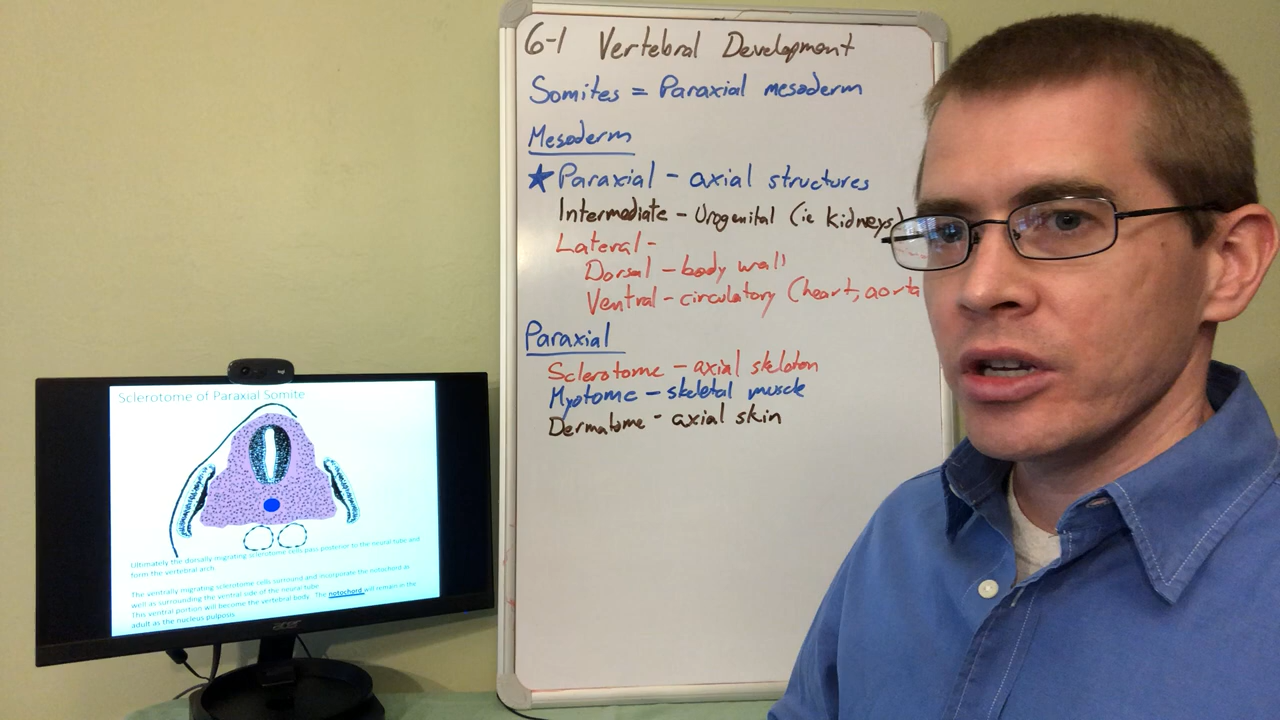 6-1 Vertebral Development
Somites = Paraxial mesoderm
Mesoderm
★ Paraxial - axial structures
Intermediate - Urogenital (ie kidneys)
Lateral -
Dorsal - body wall
Ventral - circulatory (heart, aorta
Paraxial
Sclerotome - axial skeleton
Myotome - skeletal muscle
Dermatome - axial skin
Sclerotome of Paraxial Somite
Ultimately the dorsally migrating sclerotome cells pass posterior to the neural tube and
form the vertebral arch.
The ventrally migrating sclerotome cells surround and incorporate the notochord as
well as surrounding the ventral side of the neural tube.
This ventral portion will become the vertebral body. The notochord will remain in the
adult as the nucleus pulposis.
acer